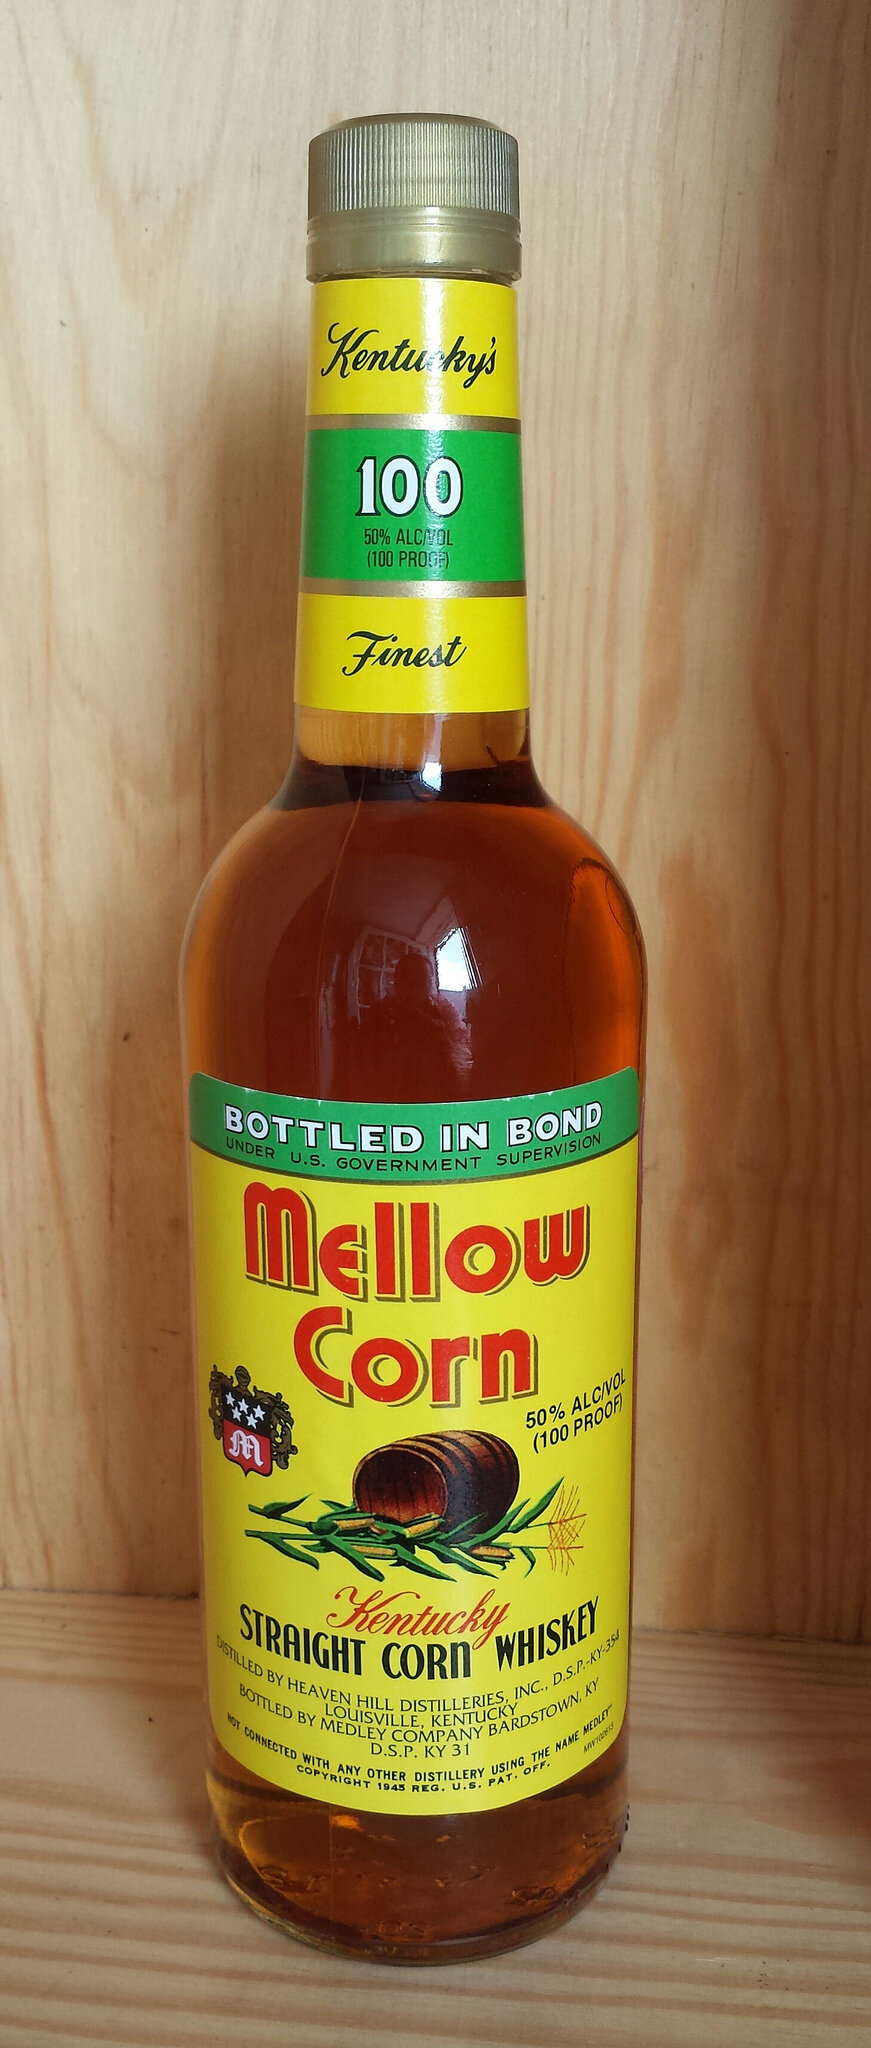 Kentucky's
100
50% ALC/VOL
(100 PROOF)
Finest
BOTTLED IN BOND
UNDER U.S. GOVERNMENT SUPERVISION
Mellow
Corn
50% ALC/VOL
(100 PROOF)
M
Kentucky
STRAIGHT CORN WHISKEY
DISTILLED BY HEAVEN HILL DISTILLERIES, INC., D.S.P.-KY-354
LOUISVILLE, KENTUCKY
BOTTLED BY MEDLEY COMPANY BARDSTOWN, KY
D.S.P. KY 31
NOT CONNECTED WITH ANY OTHER DISTILLERY USING THE NAME MEDLEY"
COPYRIGHT 1945 REG. U.S. PAT. OFF.